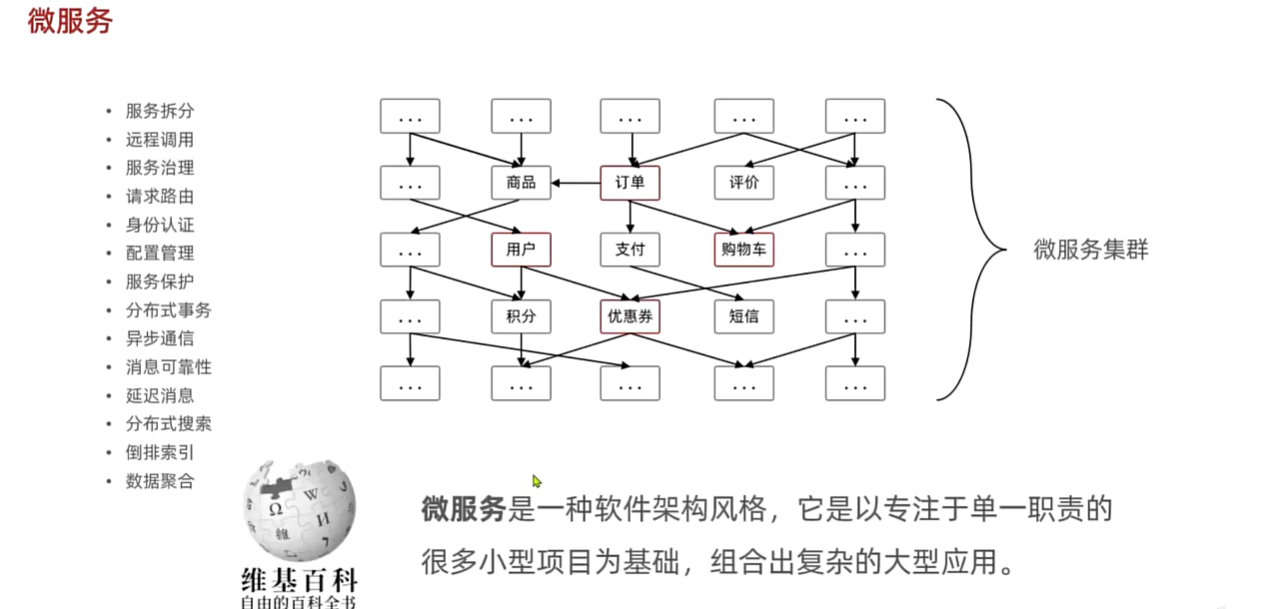 微服务
• 服务拆分
• 远程调用
• 服务治理
• 请求路由
• 身份认证
• 配置管理
• 服务保护
• 分布式事务
• 异步通信
• 消息可靠性
• 延迟消息
• 分布式搜索
• 倒排索引
• 数据聚合
... ... ... ... ...
... 商品 订单 评价 ...
... 用户 支付 购物车 ...
... 积分 优惠券 短信 ...
... ... ... ... ...
微服务集群
W
Ω
И
維
维基百科
自由的百科全书
微服务是一种软件架构风格，它是以专注于单一职责的
很多小型项目为基础，组合出复杂的大型应用。